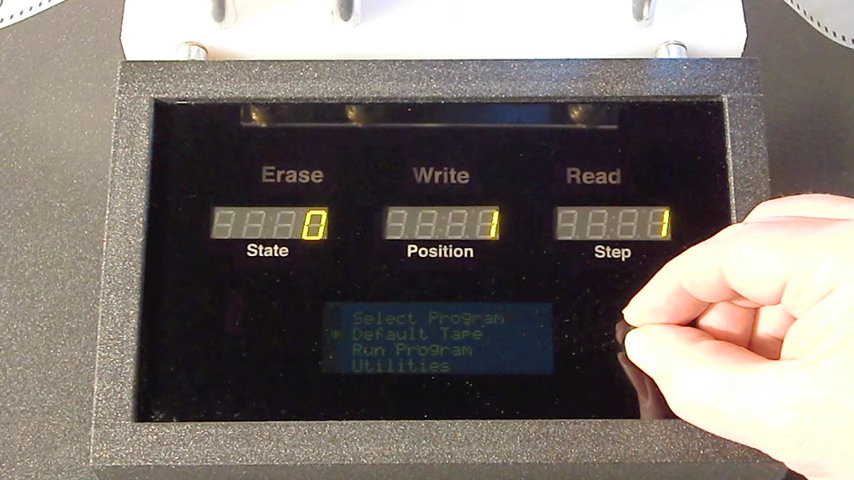 Erase Write Read
0 1 1
State Position Step
Select Program
* Default Tape
Run Program
Utilities